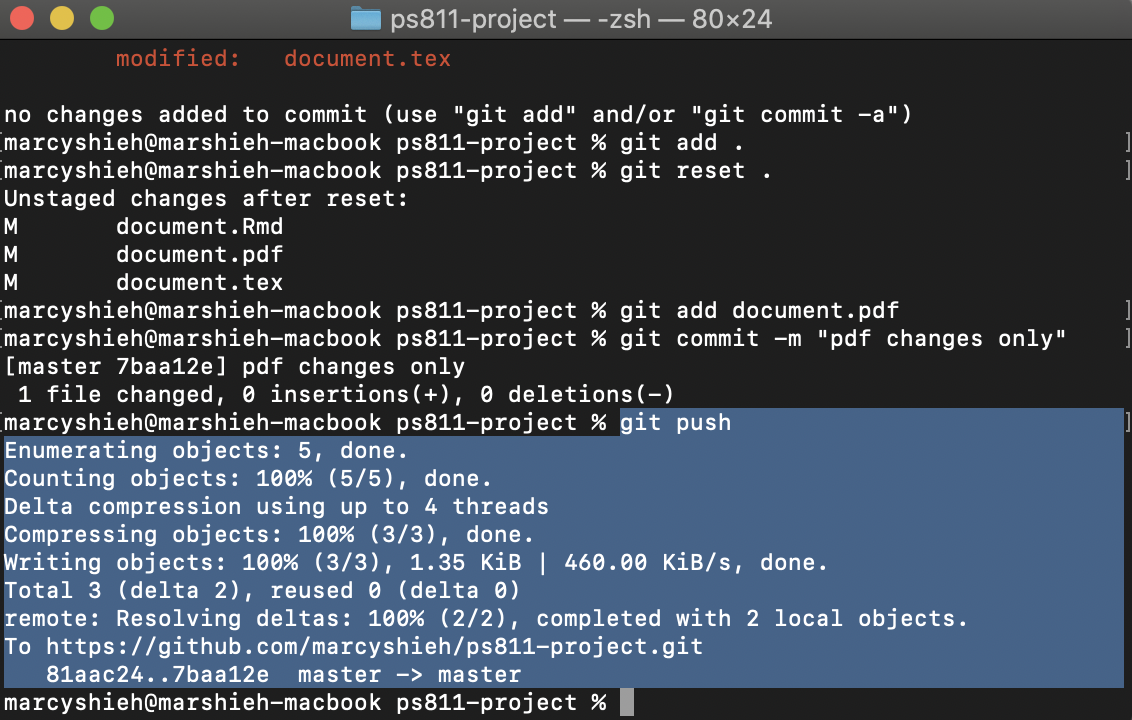 ps811-project — -zsh — 80×24
modified:   document.tex
no changes added to commit (use "git add" and/or "git commit -a")
[marcyshieh@marshieh-macbook ps811-project % git add .    ]
[marcyshieh@marshieh-macbook ps811-project % git reset .    ]
Unstaged changes after reset:
M       document.Rmd
M       document.pdf
M       document.tex
[marcyshieh@marshieh-macbook ps811-project % git add document.pdf    ]
[marcyshieh@marshieh-macbook ps811-project % git commit -m "pdf changes only"    ]
[master 7baa12e] pdf changes only
 1 file changed, 0 insertions(+), 0 deletions(-)
[marcyshieh@marshieh-macbook ps811-project % git push    ]
Enumerating objects: 5, done.
Counting objects: 100% (5/5), done.
Delta compression using up to 4 threads
Compressing objects: 100% (3/3), done.
Writing objects: 100% (3/3), 1.35 KiB | 460.00 KiB/s, done.
Total 3 (delta 2), reused 0 (delta 0)
remote: Resolving deltas: 100% (2/2), completed with 2 local objects.
To https://github.com/marcyshieh/ps811-project.git
   81aac24..7baa12e  master -> master
marcyshieh@marshieh-macbook ps811-project %